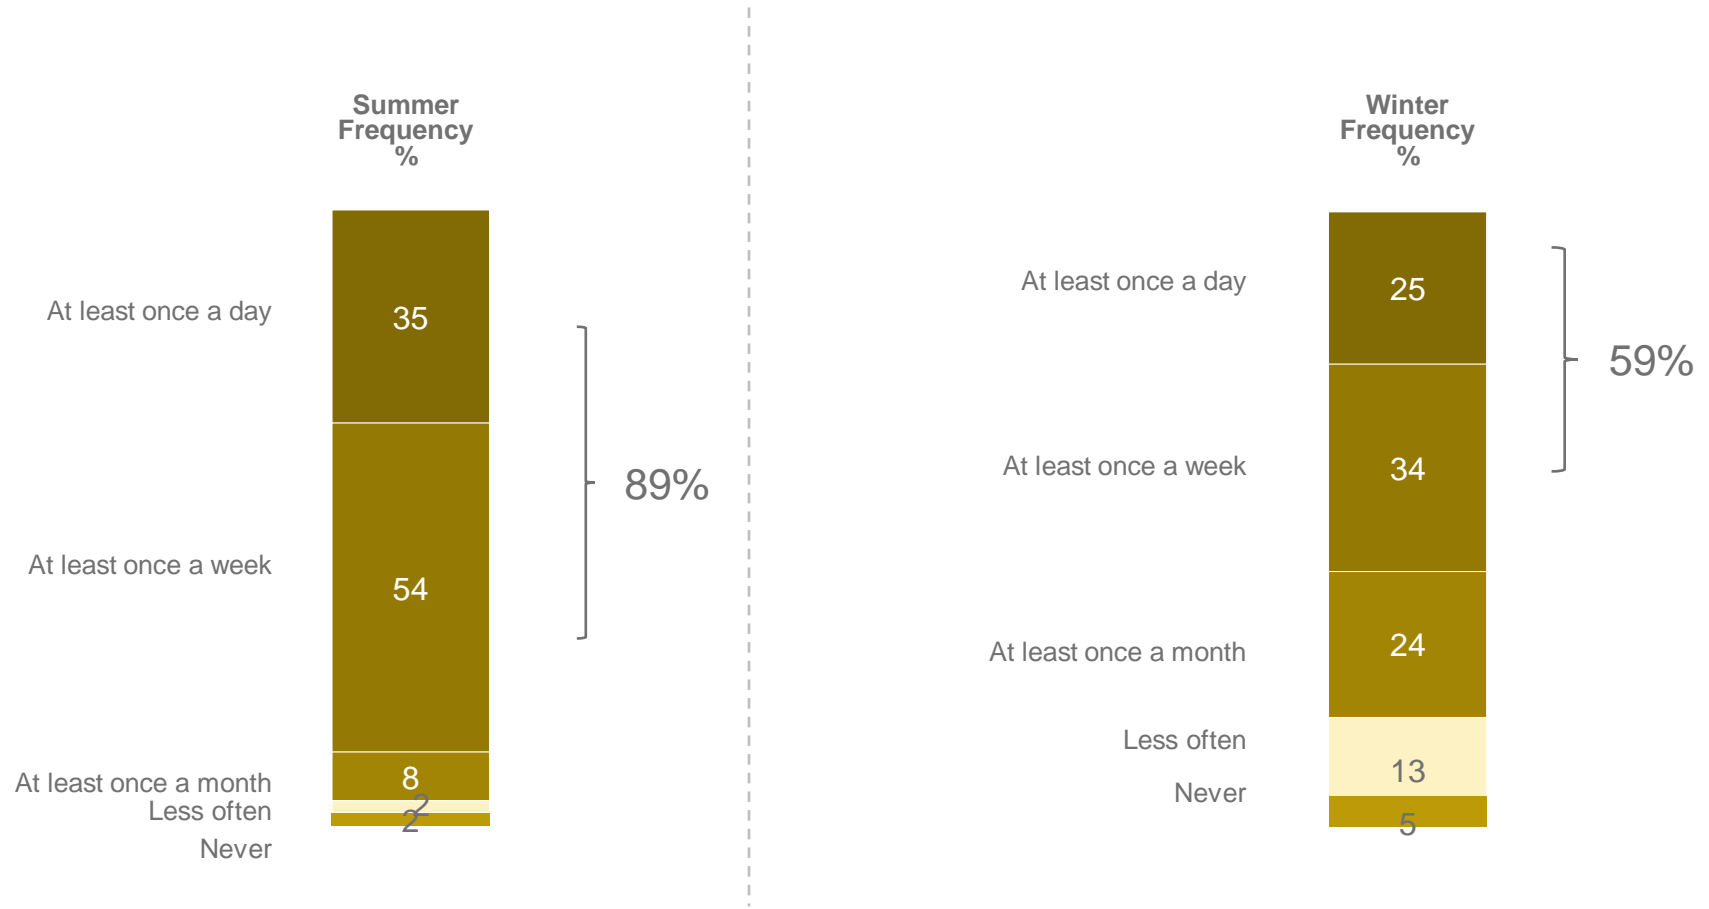 Summer
Frequency
%
At least once a day
35
89%
At least once a week
54
At least once a month
8
Less often
2
Never
2
Winter
Frequency
%
At least once a day
25
59%
At least once a week
34
At least once a month
24
Less often
13
Never
5